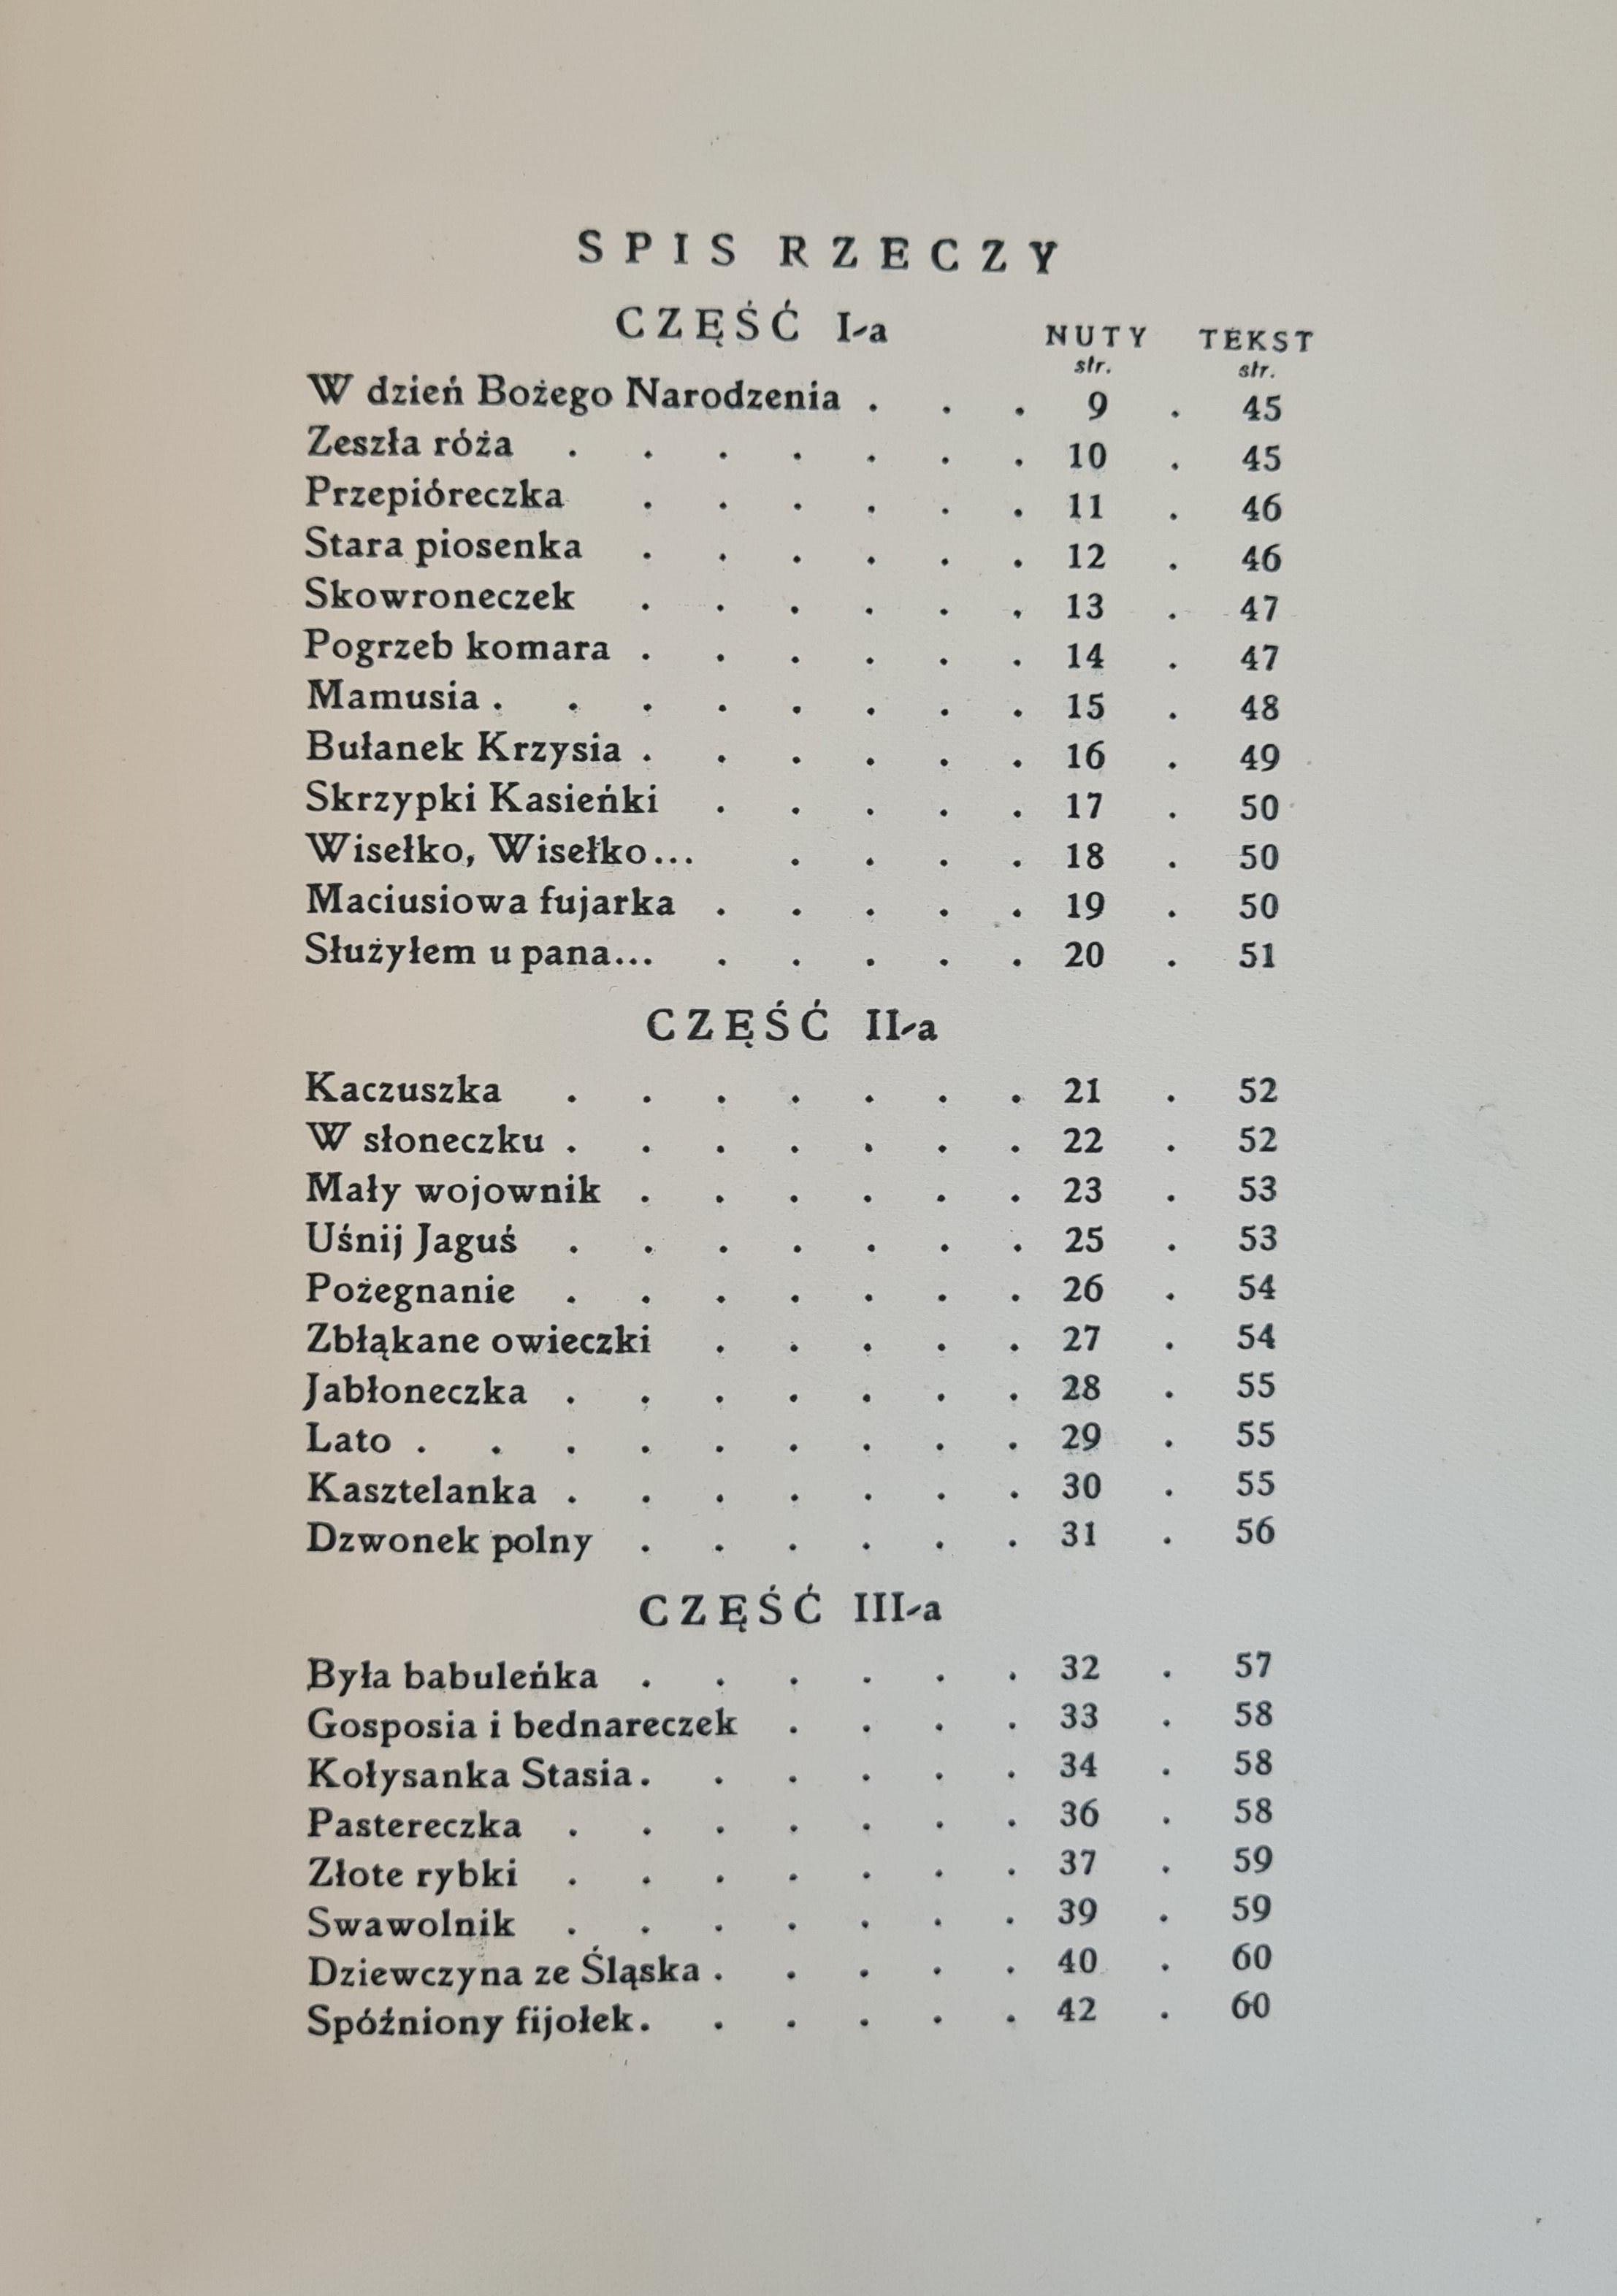 SPIS RZECZY
CZĘŚĆ I-a NUTY TEKST
str. str.
W dzień Bożego Narodzenia . . . 9 . 45
Zeszła róża . . . . . . . 10 . 45
Przepióreczka . . . . . . 11 . 46
Stara piosenka . . . . . . 12 . 46
Skowroneczek . . . . . . 13 . 47
Pogrzeb komara . . . . . . 14 . 47
Mamusia . . . . . . . . 15 . 48
Bułanek Krzysia . . . . . . 16 . 49
Skrzypki Kasieńki . . . . . 17 . 50
Wisełko, Wisełko... . . . . 18 . 50
Maciusiowa fujarka . . . . . 19 . 50
Służyłem u pana... . . . . . 20 . 51
CZĘŚĆ II-a
Kaczuszka . . . . . . . 21 . 52
W słoneczku . . . . . . . 22 . 52
Mały wojownik . . . . . . 23 . 53
Uśnij Jaguś . . . . . . . 25 . 53
Pożegnanie . . . . . . . 26 . 54
Zbłąkane owieczki . . . . . 27 . 54
Jabłoneczka . . . . . . . 28 . 55
Lato . . . . . . . . . 29 . 55
Kasztelanka . . . . . . . 30 . 55
Dzwonek polny . . . . . . 31 . 56
CZĘŚĆ III-a
Była babuleńka . . . . . . 32 . 57
Gosposia i bednareczek . . . . 33 . 58
Kołysanka Stasia . . . . . . 34 . 58
Pastereczka . . . . . . . 36 . 58
Złote rybki . . . . . . . 37 . 59
Swawolnik . . . . . . . 39 . 59
Dziewczyna ze Śląska . . . . . 40 . 60
Spóźniony fijołek . . . . . . 42 . 60